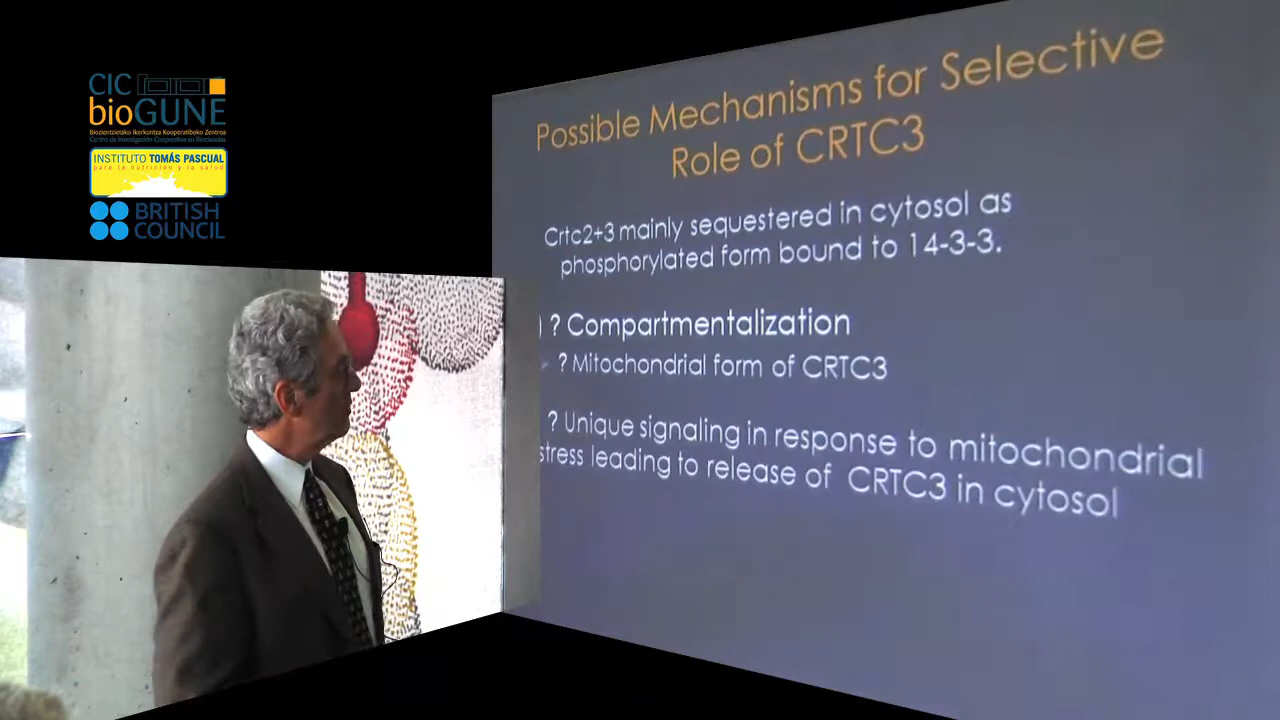 CIC
bioGUNE
Biozientzietako Ikerkuntza Kooperatiboko Zentroa
Centro de Investigación Cooperativa en Biociencias
INSTITUTO TOMÁS PASCUAL
para la nutrición y la salud
BRITISH
COUNCIL
Possible Mechanisms for Selective
Role of CRTC3
Crtc2+3 mainly sequestered in cytosol as
phosphorylated form bound to 14-3-3.
) ? Compartmentalization
? Mitochondrial form of CRTC3
? Unique signaling in response to mitochondrial
stress leading to release of CRTC3 in cytosol